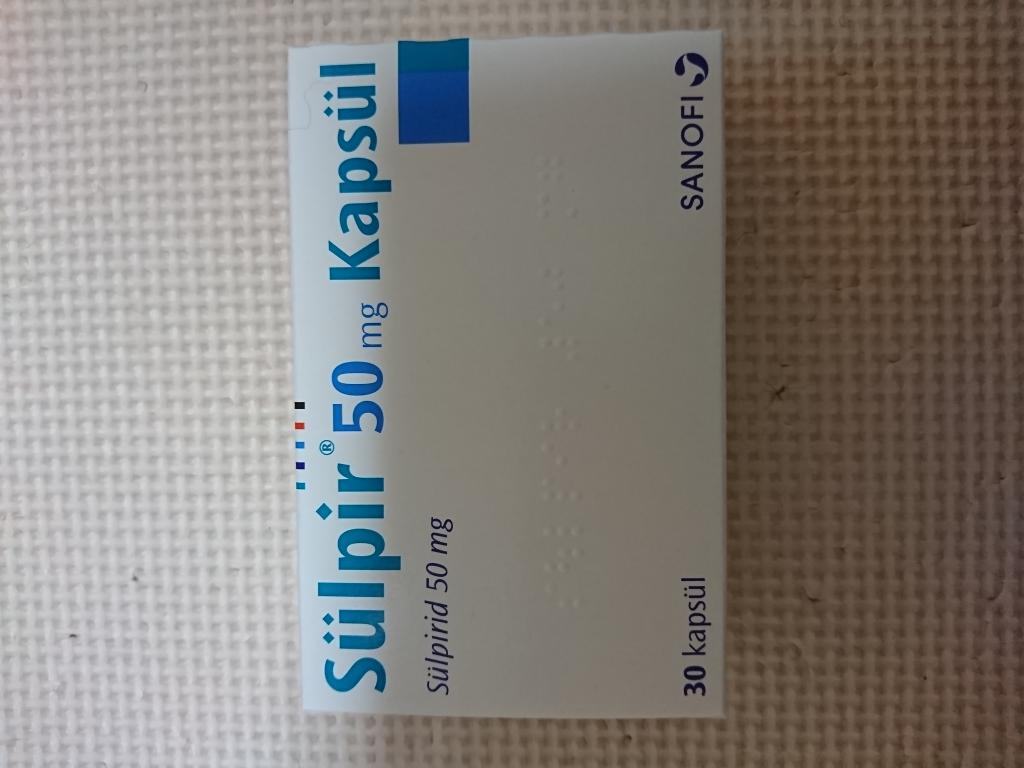 Sülpir® 50 mg Kapsül
Sülpirid 50 mg
30 kapsül
SANOFI